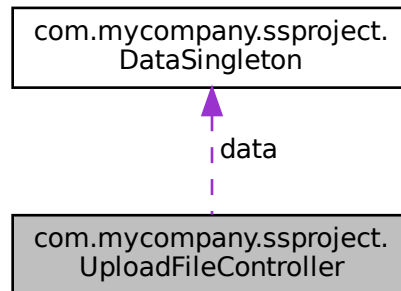 com.mycompany.ssproject.
DataSingleton
data
com.mycompany.ssproject.
UploadFileController